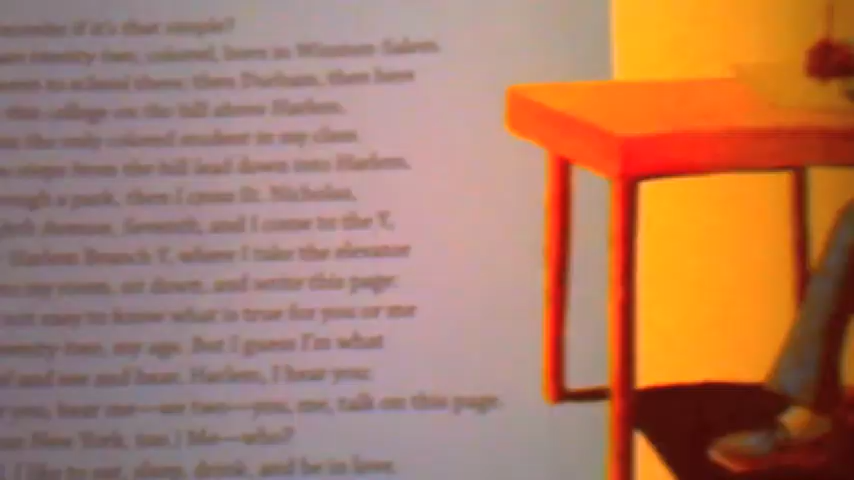 if it's that simple?
twenty-two, colored, born in Winston-Salem.
to school there, then Durham, then here
this college on the hill above Harlem.
the only colored student in my class.
steps from the hill lead down into Harlem,
a park, then I cross St. Nicholas,
Avenue, Seventh, and I come to the Y,
Harlem Branch Y, where I take the elevator
my room, sit down, and write this page:
not easy to know what is true for you or me
twenty-two, my age. But I guess I'm what
and see and hear, Harlem, I hear you:
you, hear me—we two—you, me, talk on this page.
New York, too.) Me—who?
I like to eat, sleep, drink, and be in love.